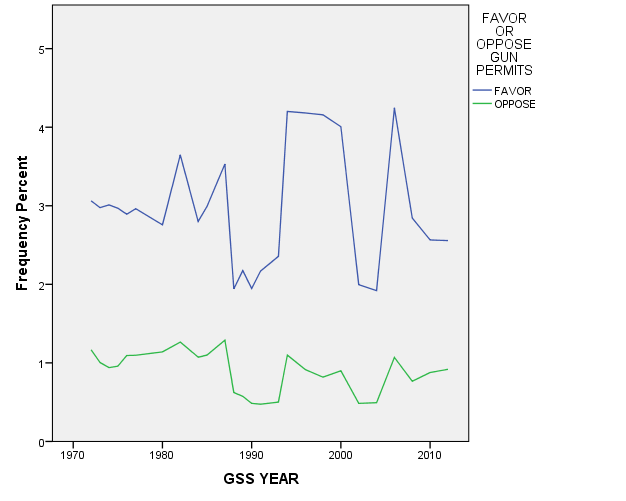 FAVOR
OR
OPPOSE
GUN
PERMITS
FAVOR
OPPOSE
5
4
3
2
1
0
Frequency Percent
1970 1980 1990 2000 2010
GSS YEAR